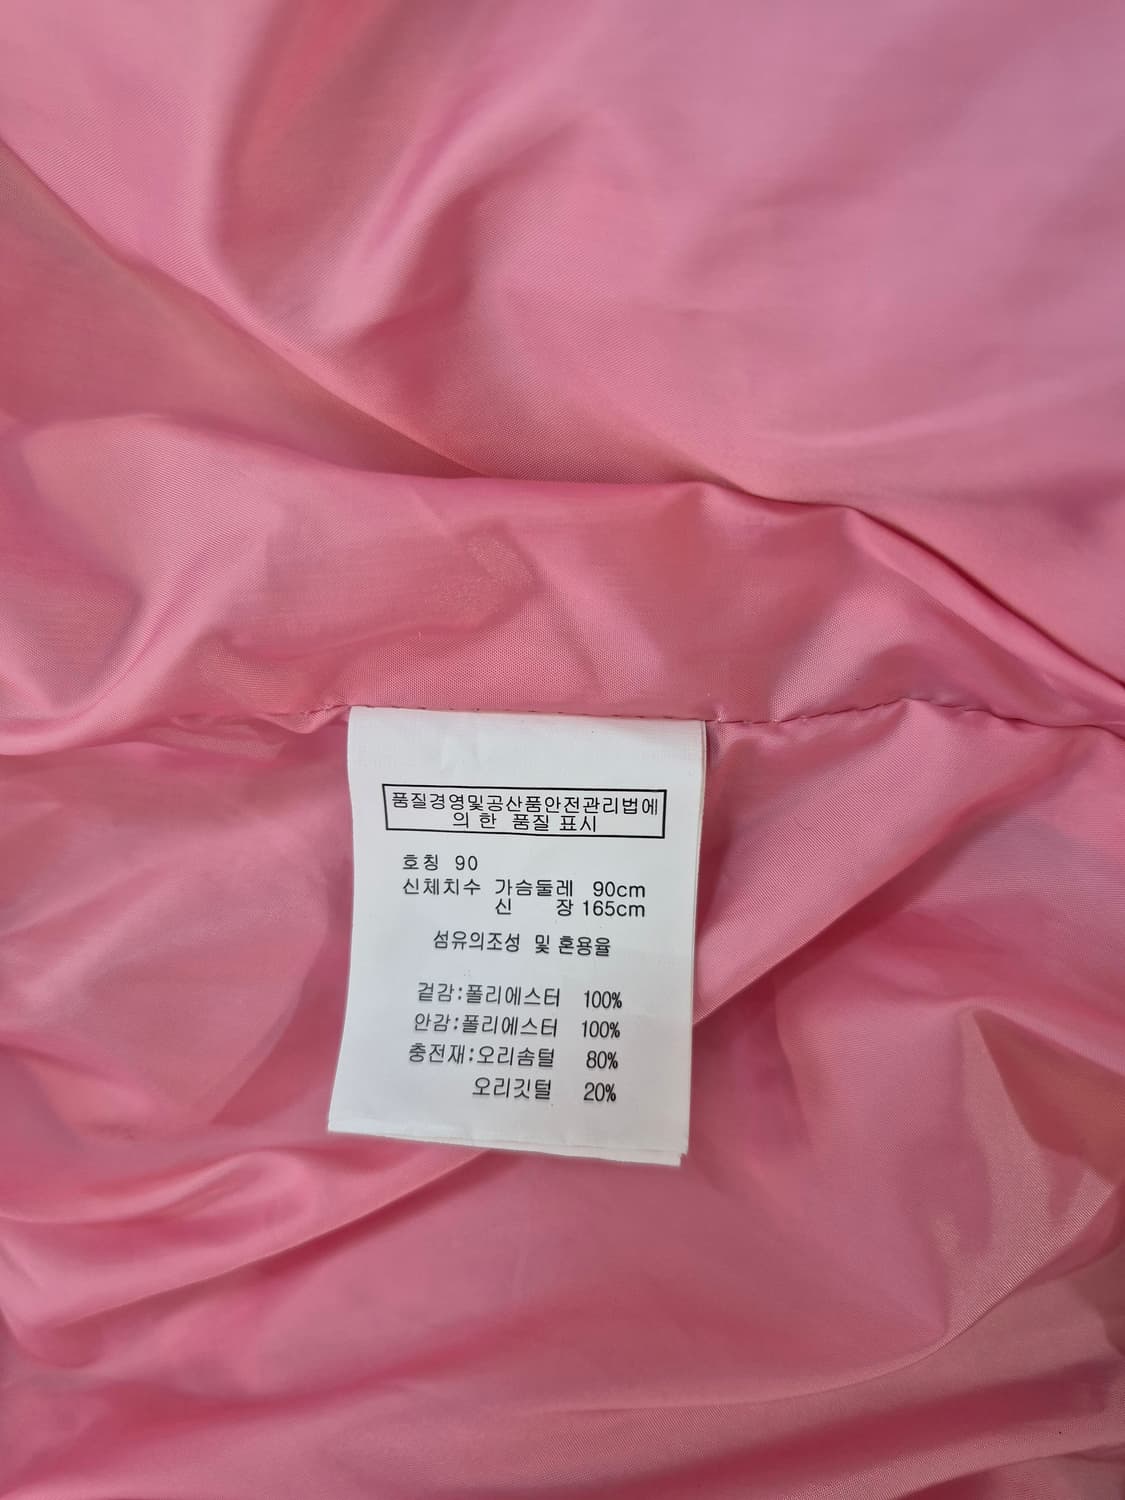 품질경영및공산품안전관리법에
의 한 품질 표시
호칭 90
신체치수 가슴둘레 90cm
신 장 165cm
섬유의조성 및 혼용율
겉감:폴리에스터 100%
안감:폴리에스터 100%
충전재:오리솜털 80%
오리깃털 20%